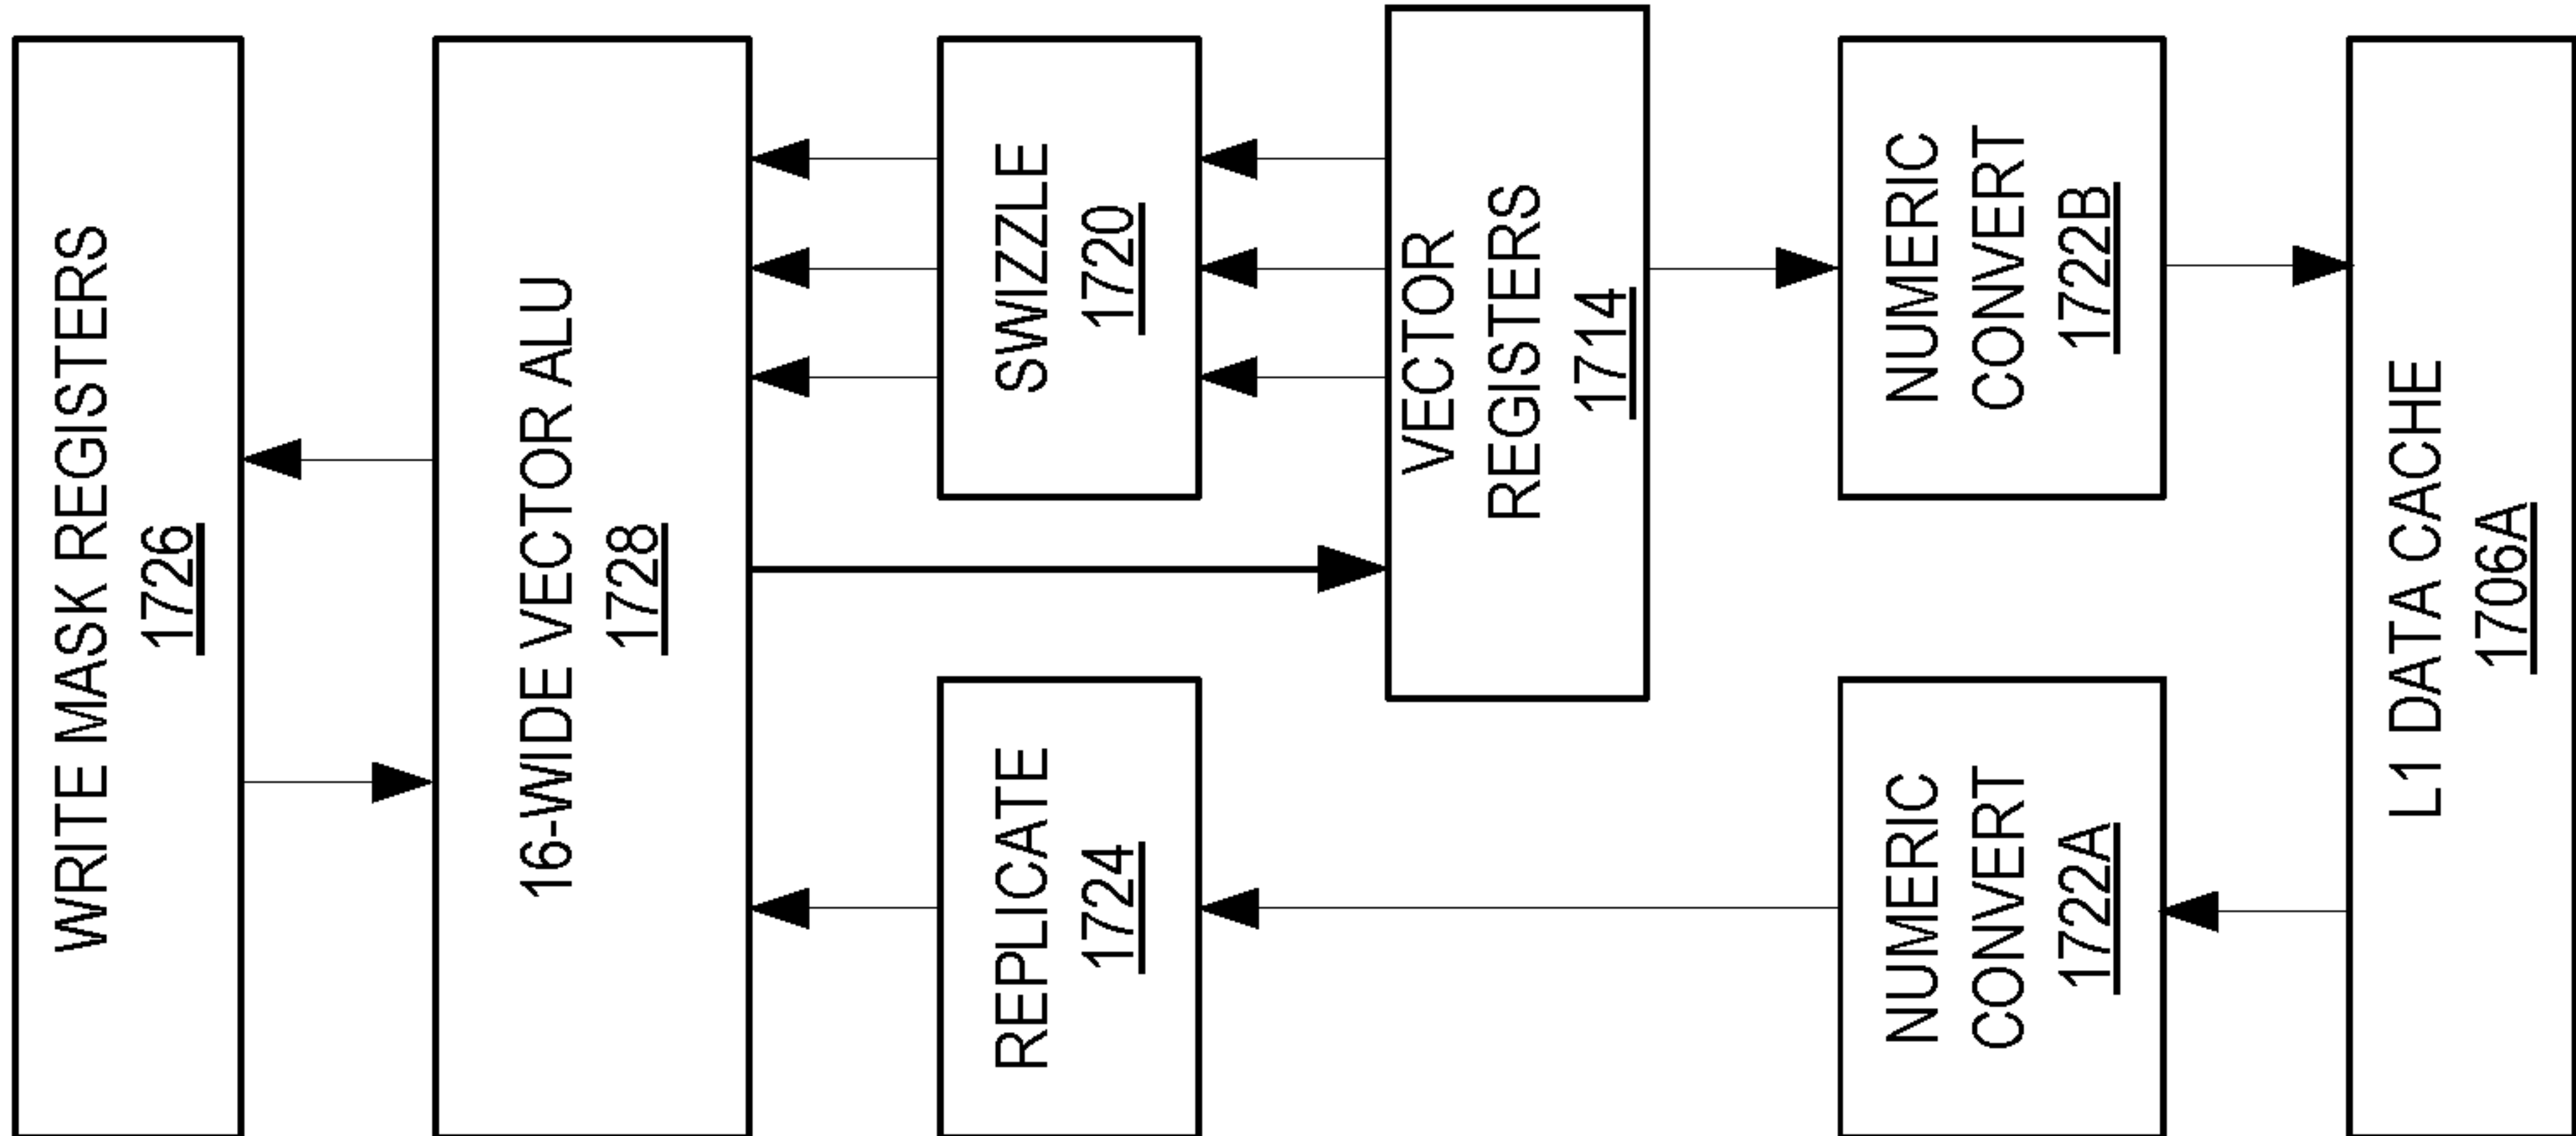 WRITE MASK REGISTERS
1726
16-WIDE VECTOR ALU
1728
REPLICATE
1724
SWIZZLE
1720
VECTOR
REGISTERS
1714
NUMERIC
CONVERT
1722A
NUMERIC
CONVERT
1722B
L1 DATA CACHE
1706A